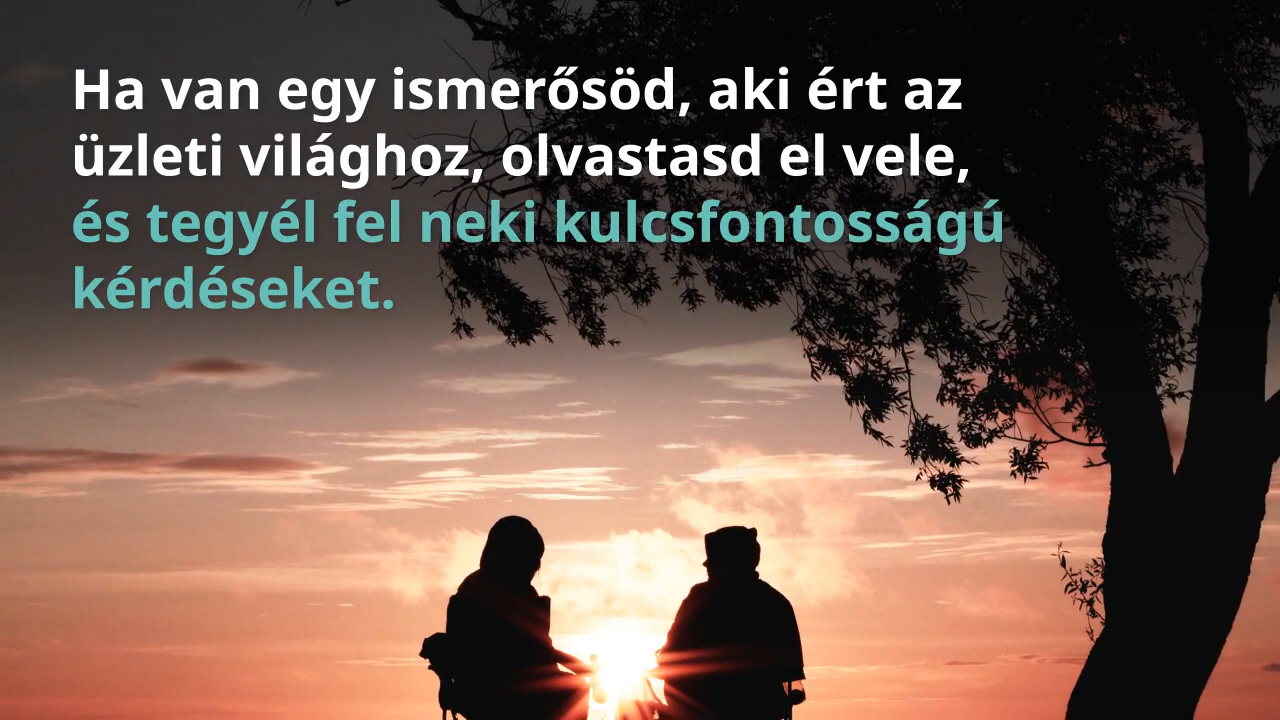 Ha van egy ismerősöd, aki ért az
üzleti világhoz, olvastasd el vele,
és tegyél fel neki kulcsfontosságú
kérdéseket.